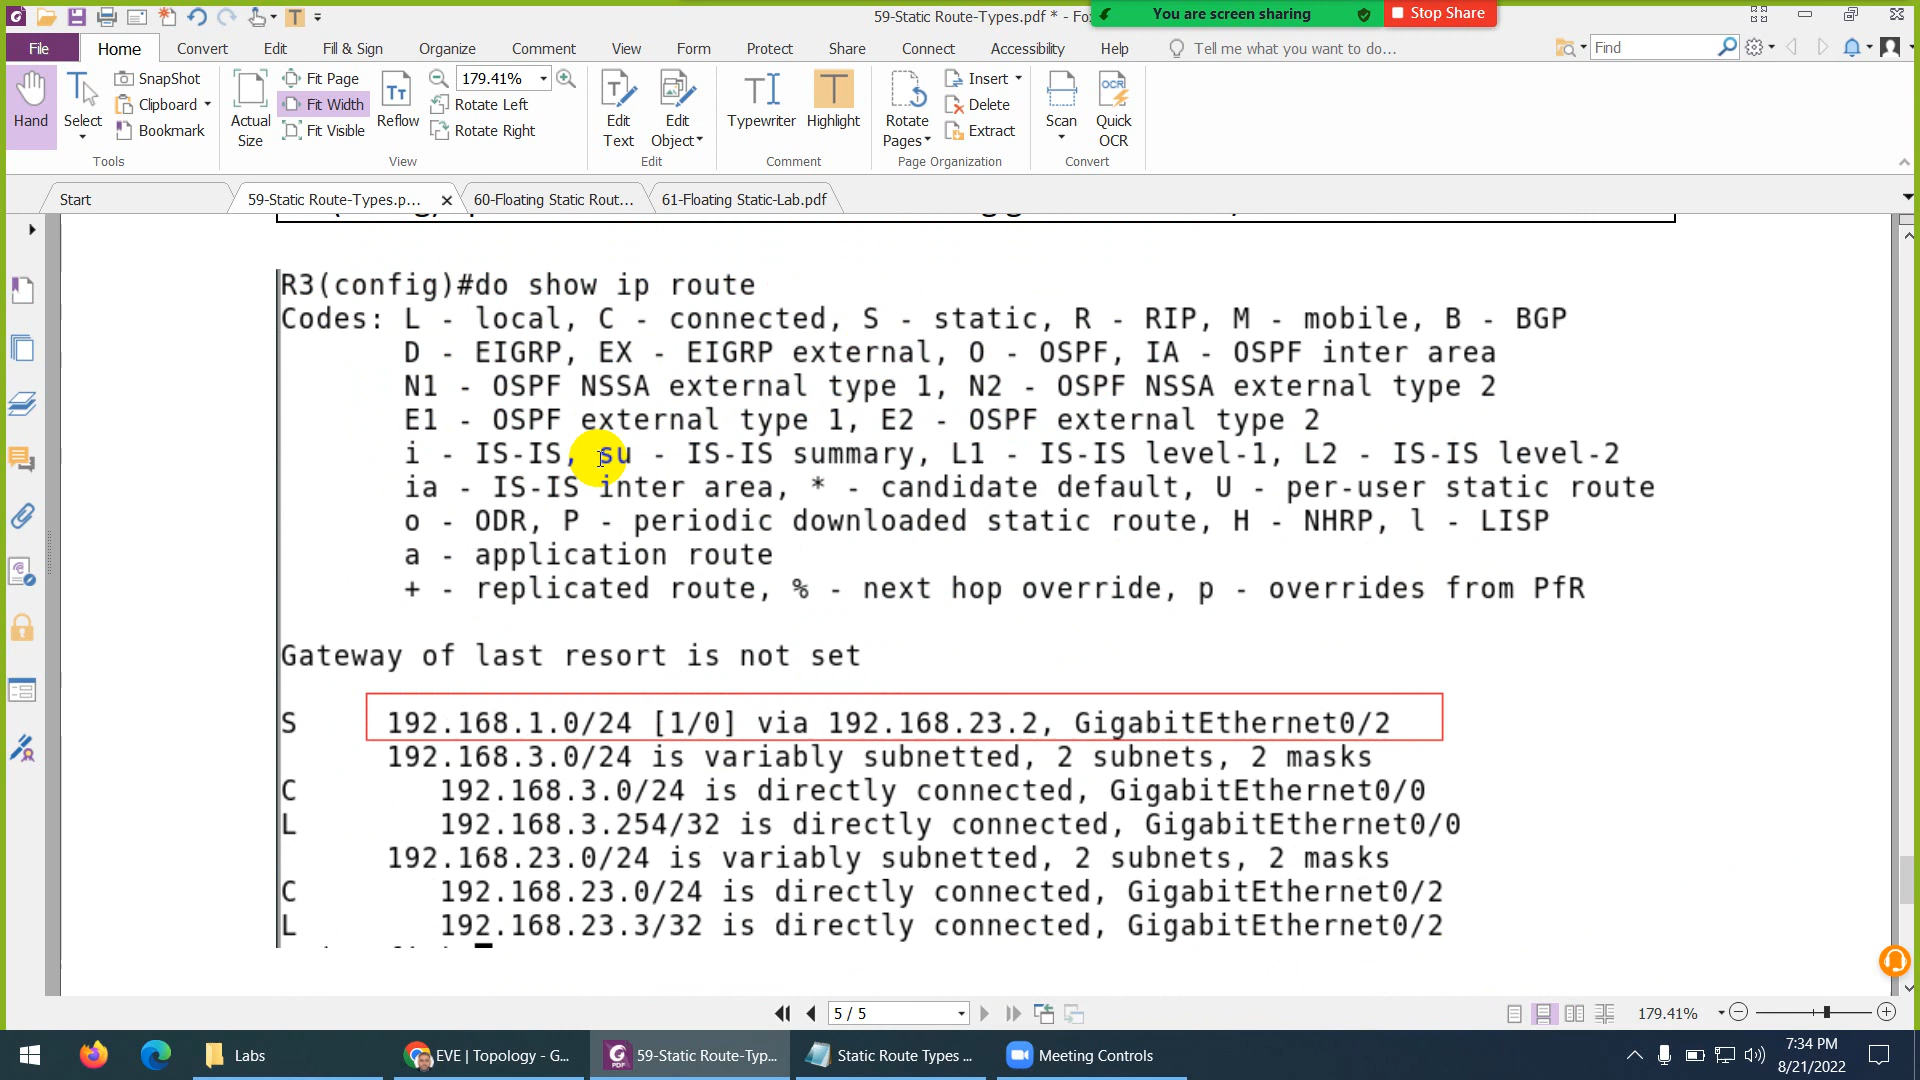 59-Static Route-Types.pdf * - Fo
You are screen sharing
Stop Share
File
Home
Convert
Edit
Fill & Sign
Organize
Comment
View
Form
Protect
Share
Connect
Accessibility
Help
Tell me what you want to do...
Find
Hand
Select
SnapShot
Clipboard
Bookmark
Tools
Actual Size
Fit Page
Fit Width
Fit Visible
Reflow
179.41%
Rotate Left
Rotate Right
View
Edit Text
Edit Object
Edit
Typewriter
Highlight
Comment
Rotate Pages
Insert
Delete
Extract
Page Organization
Scan
Quick OCR
Convert
Start
59-Static Route-Types.p...
60-Floating Static Rout...
61-Floating Static-Lab.pdf
R3(config)#do show ip route
Codes: L - local, C - connected, S - static, R - RIP, M - mobile, B - BGP
D - EIGRP, EX - EIGRP external, O - OSPF, IA - OSPF inter area
N1 - OSPF NSSA external type 1, N2 - OSPF NSSA external type 2
E1 - OSPF external type 1, E2 - OSPF external type 2
i - IS-IS, su - IS-IS summary, L1 - IS-IS level-1, L2 - IS-IS level-2
ia - IS-IS inter area, * - candidate default, U - per-user static route
o - ODR, P - periodic downloaded static route, H - NHRP, l - LISP
a - application route
+ - replicated route, % - next hop override, p - overrides from PfR
Gateway of last resort is not set
S 192.168.1.0/24 [1/0] via 192.168.23.2, GigabitEthernet0/2
192.168.3.0/24 is variably subnetted, 2 subnets, 2 masks
C 192.168.3.0/24 is directly connected, GigabitEthernet0/0
L 192.168.3.254/32 is directly connected, GigabitEthernet0/0
192.168.23.0/24 is variably subnetted, 2 subnets, 2 masks
C 192.168.23.0/24 is directly connected, GigabitEthernet0/2
L 192.168.23.3/32 is directly connected, GigabitEthernet0/2
5 / 5
179.41%
Labs
EVE | Topology - G...
59-Static Route-Typ...
Static Route Types ...
Meeting Controls
7:34 PM
8/21/2022